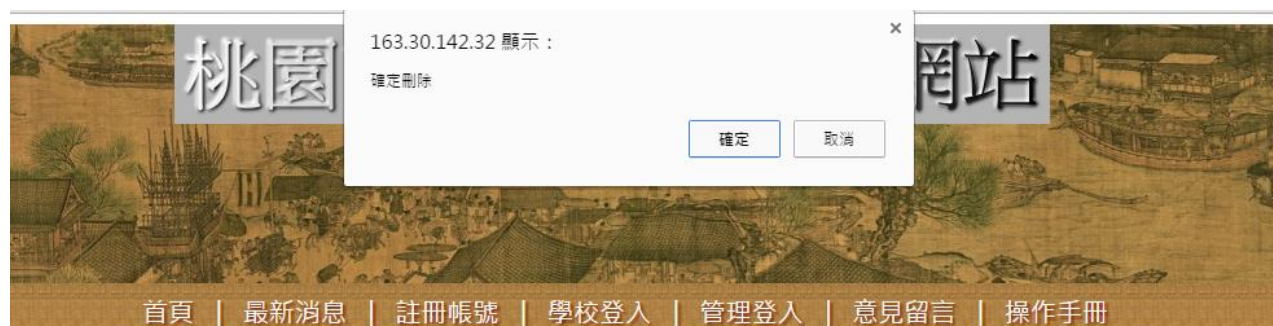 163.30.142.32 顯示：
×
確定刪除
確定
取消
桃園
網站
首頁 | 最新消息 | 註冊帳號 | 學校登入 | 管理登入 | 意見留言 | 操作手冊